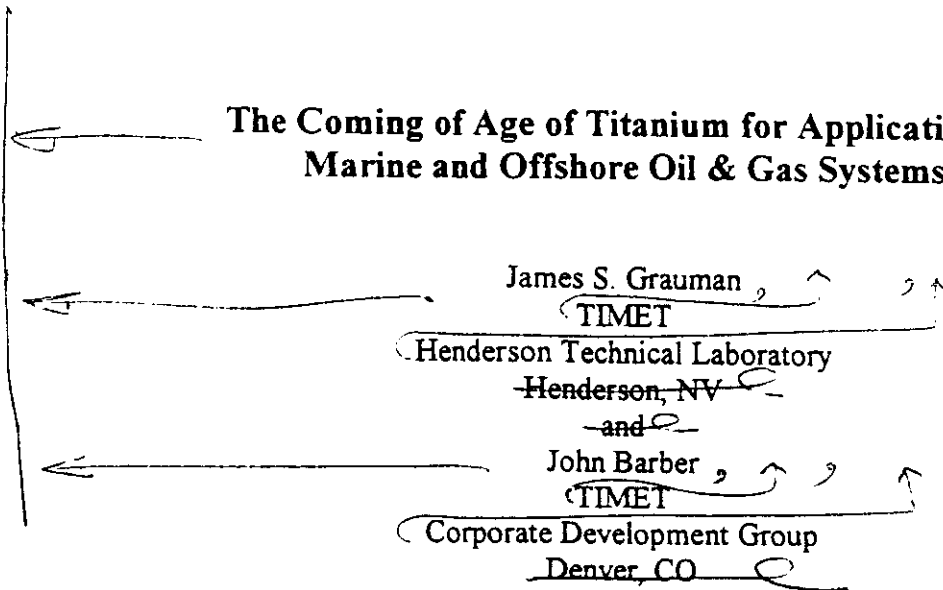 The Coming of Age of Titanium for Applicati
Marine and Offshore Oil & Gas Systems
James S. Grauman , ,
TIMET
Henderson Technical Laboratory
Henderson, NV
and
John Barber , ,
TIMET
Corporate Development Group
Denver, CO